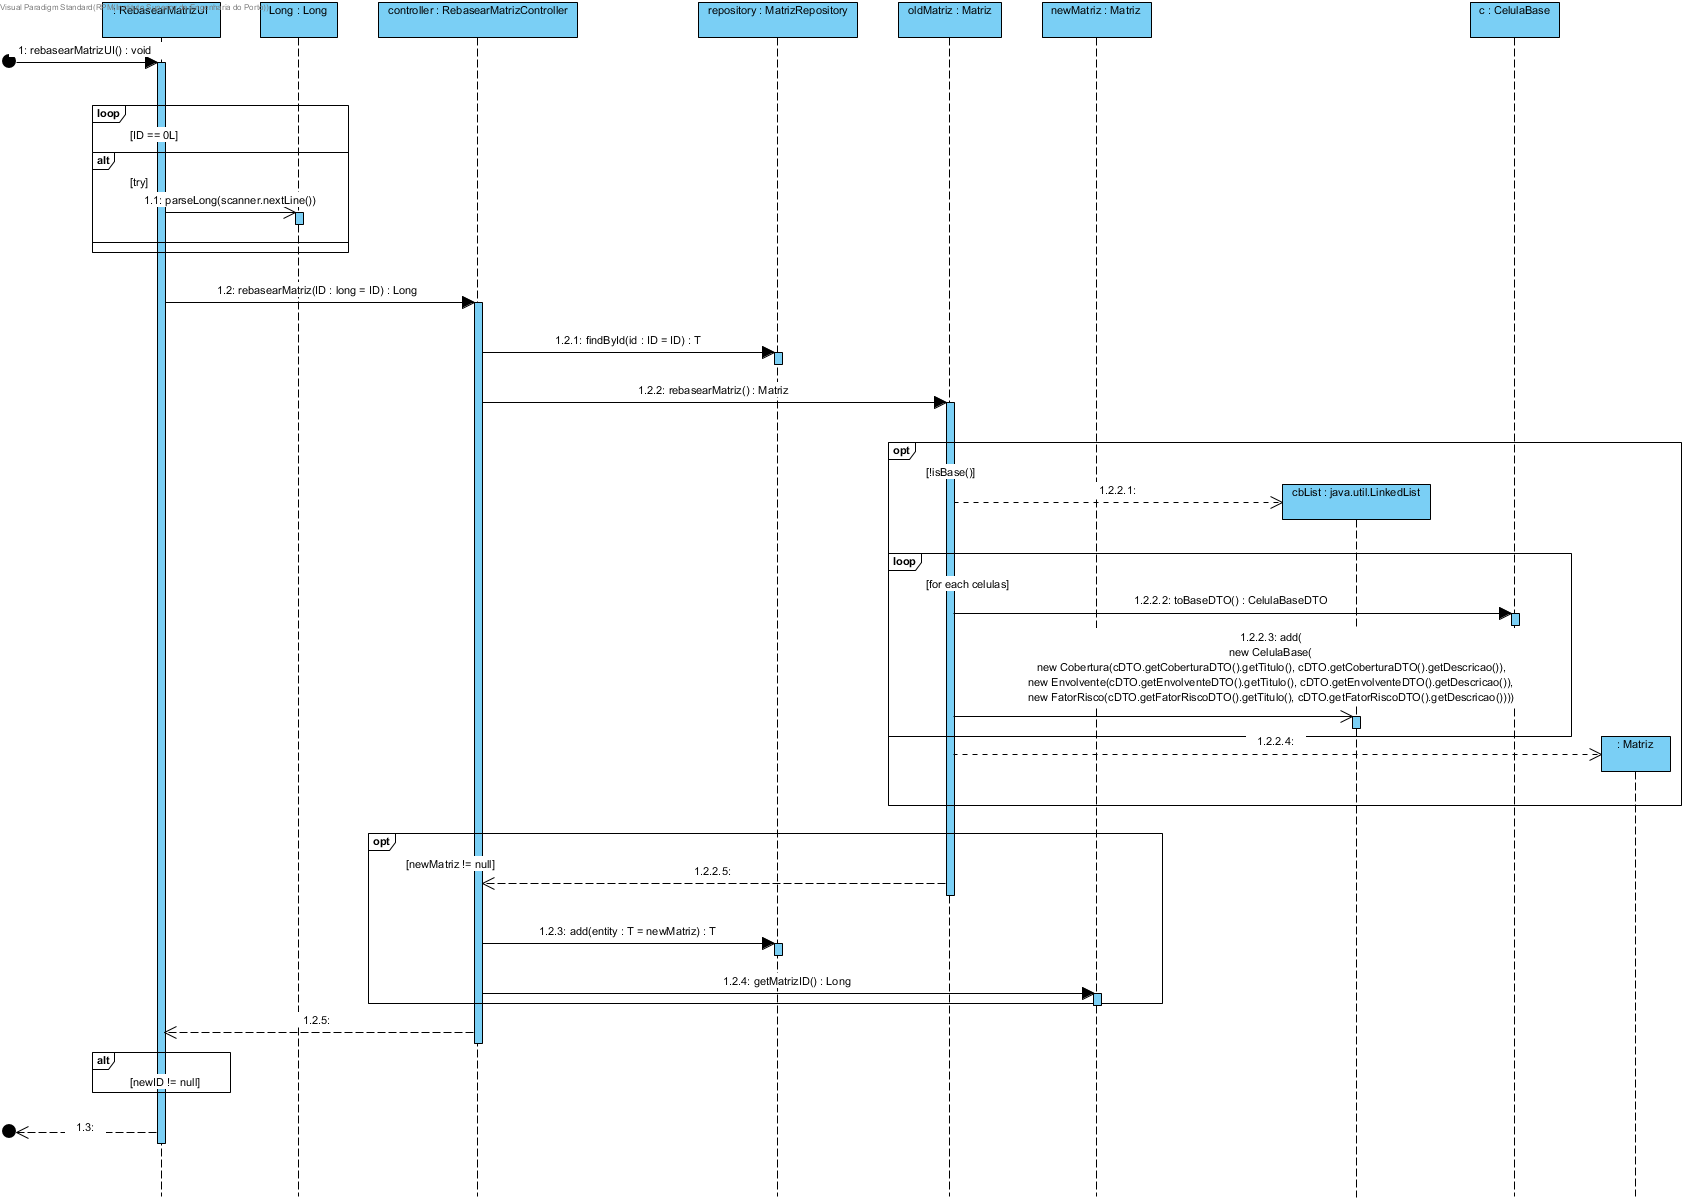 Visual Paradigm Standard(
: RebasearMatrizUI
Long : Long
controller : RebasearMatrizController
repository : MatrizRepository
oldMatriz : Matriz
newMatriz : Matriz
c : CelulaBase
1: rebasearMatrizUI() : void
loop
[ID == 0L]
alt
[try]
1.1: parseLong(scanner.nextLine())
1.2: rebasearMatriz(ID : long = ID) : Long
1.2.1: findById(id : ID = ID) : T
1.2.2: rebasearMatriz() : Matriz
opt
[!isBase()]
1.2.2.1:
cbList : java.util.LinkedList
loop
[for each celulas]
1.2.2.2: toBaseDTO() : CelulaBaseDTO
1.2.2.3: add(
new CelulaBase(
new Cobertura(cDTO.getCoberturaDTO().getTitulo(), cDTO.getCoberturaDTO().getDescricao()),
new Envolvente(cDTO.getEnvolventeDTO().getTitulo(), cDTO.getEnvolventeDTO().getDescricao()),
new FatorRisco(cDTO.getFatorRiscoDTO().getTitulo(), cDTO.getFatorRiscoDTO().getDescricao())))
1.2.2.4:
: Matriz
opt
[newMatriz != null]
1.2.2.5:
1.2.3: add(entity : T = newMatriz) : T
1.2.4: getMatrizID() : Long
1.2.5:
alt
[newID != null]
1.3: